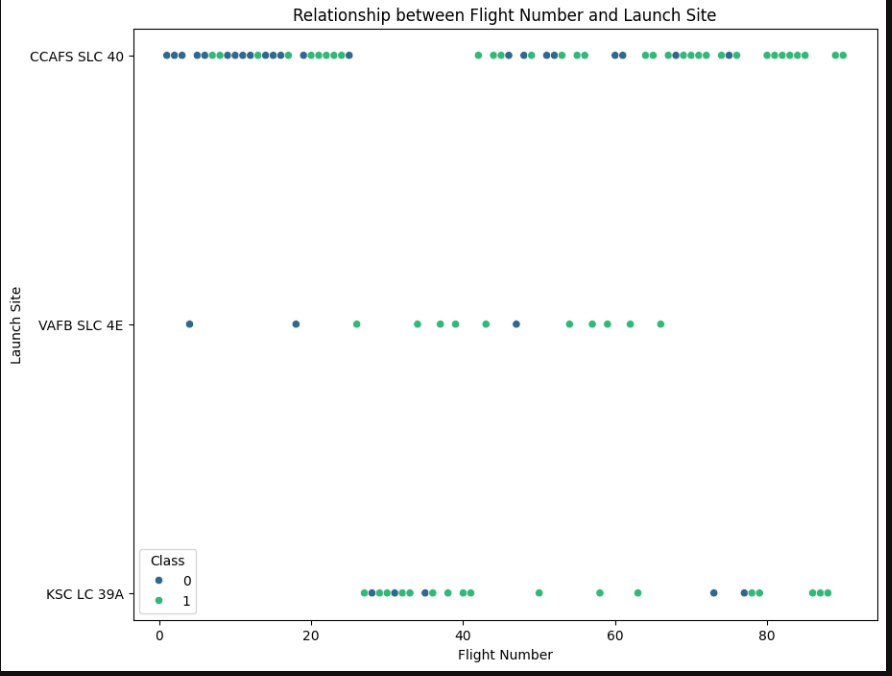 Relationship between Flight Number and Launch Site
CCAFS SLC 40
VAFB SLC 4E
KSC LC 39A
Launch Site
Class
0
1
0
20
40
60
80
Flight Number